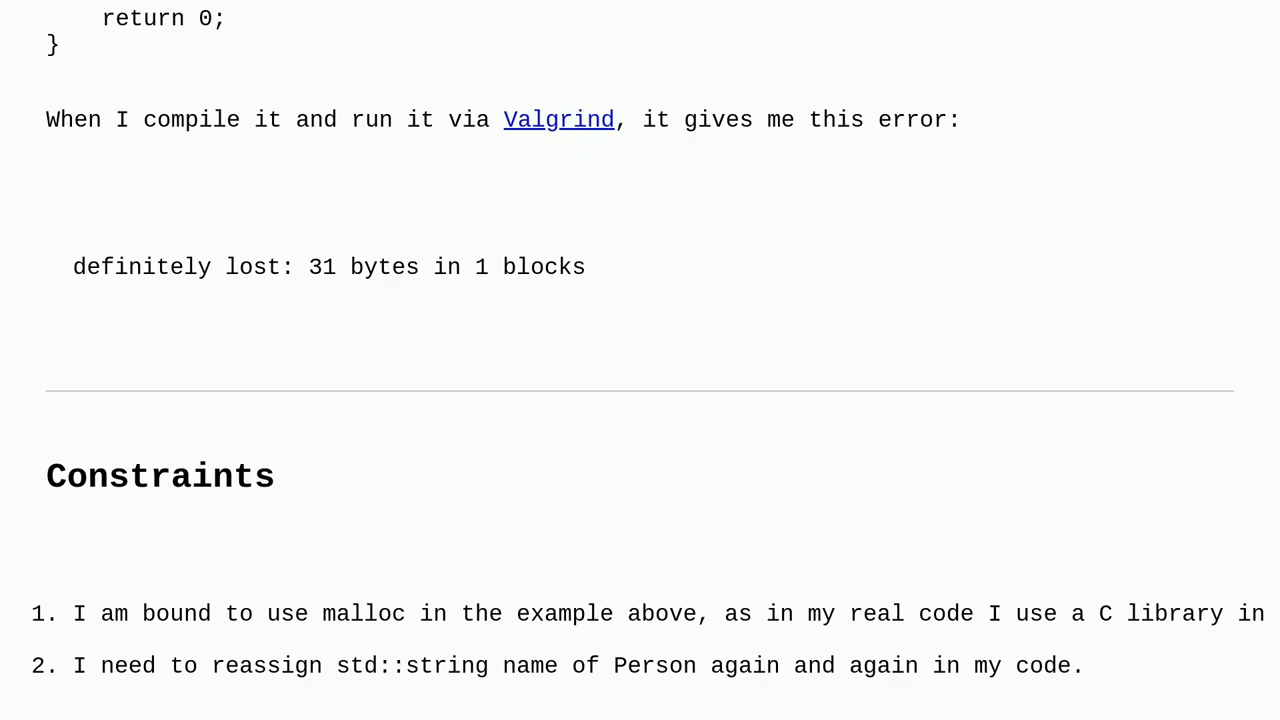 return 0;
}
When I compile it and run it via Valgrind, it gives me this error:
definitely lost: 31 bytes in 1 blocks
Constraints
1. I am bound to use malloc in the example above, as in my real code I use a C library in
2. I need to reassign std::string name of Person again and again in my code.